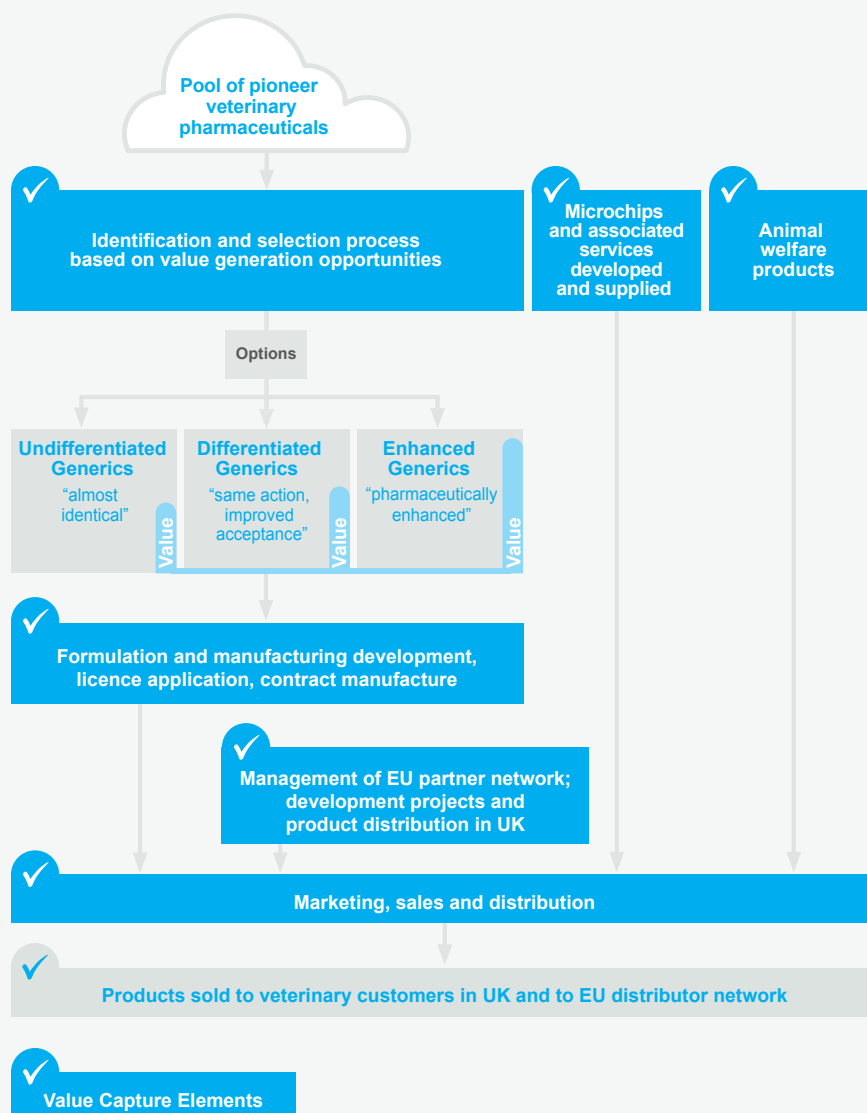 Pool of pioneer
veterinary
pharmaceuticals
Identification and selection process
based on value generation opportunities
Microchips
and associated
services
developed
and supplied
Animal
welfare
products
Options
Undifferentiated
Generics
“almost
identical”
Value
Differentiated
Generics
“same action,
improved
acceptance”
Value
Enhanced
Generics
“pharmaceutically
enhanced”
Value
Formulation and manufacturing development,
licence application, contract manufacture
Management of EU partner network;
development projects and
product distribution in UK
Marketing, sales and distribution
Products sold to veterinary customers in UK and to EU distributor network
Value Capture Elements